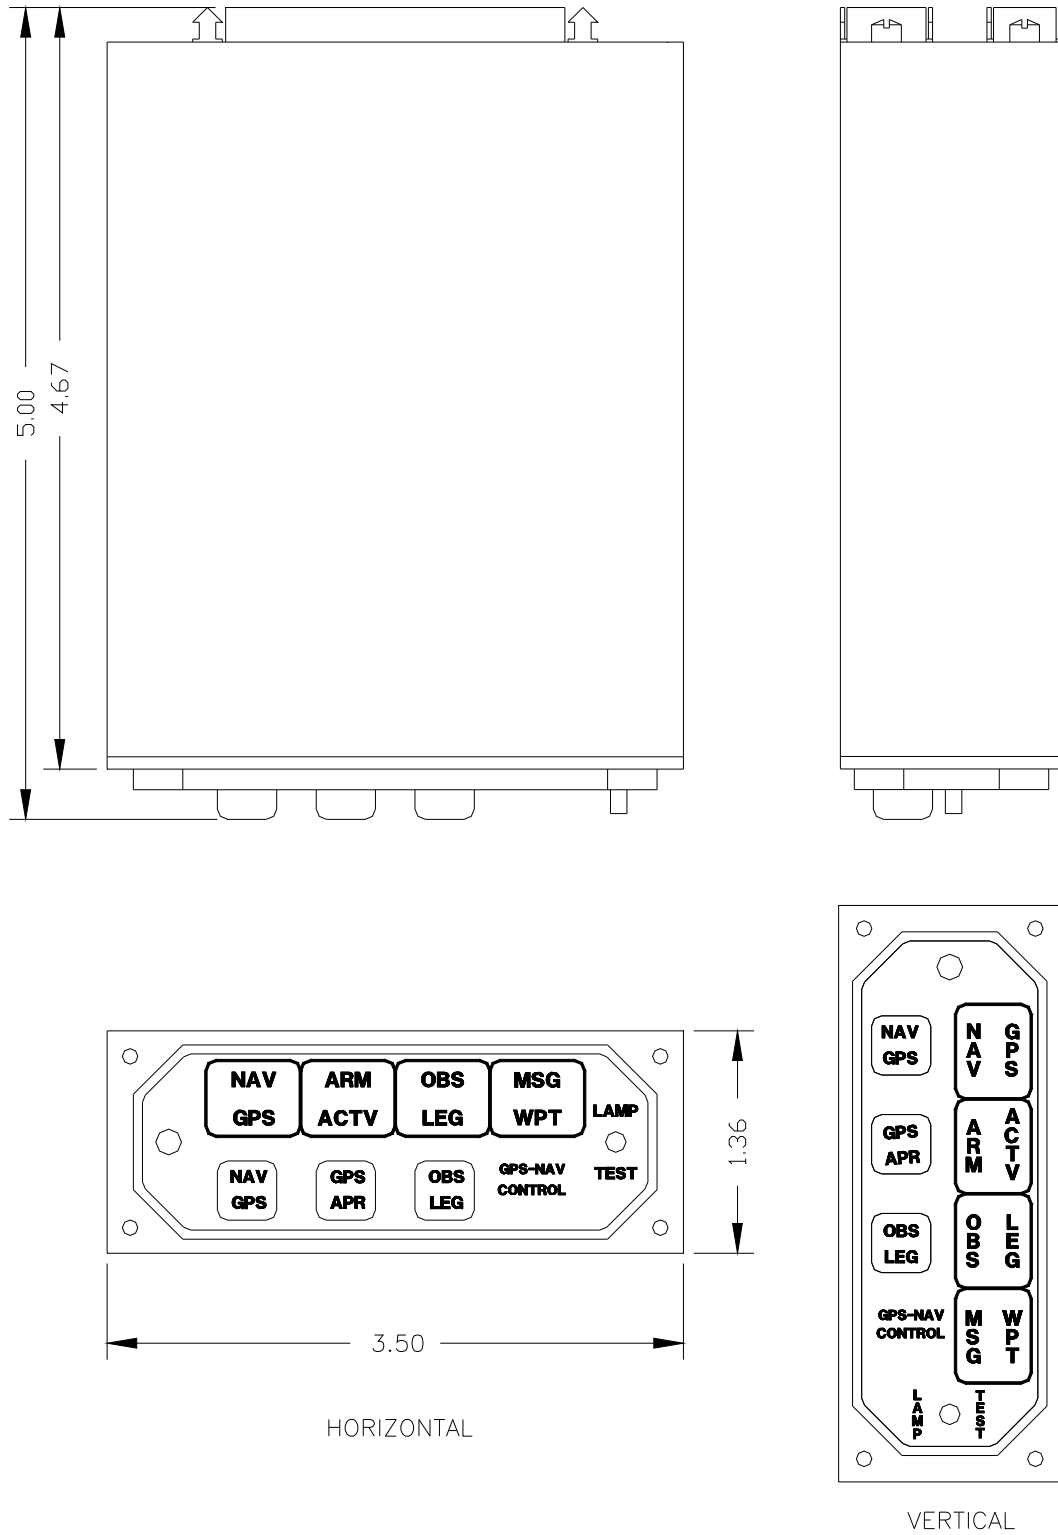 5.00
4.67
NAV ARM OBS MSG
GPS ACTV LEG WPT
LAMP
TEST
NAV
GPS
GPS
APR
OBS
LEG
GPS-NAV
CONTROL
1.36
3.50
HORIZONTAL
NAV
GPS
NAV
GPS
GPS
APR
ARM
ACTV
OBS
LEG
OBS
LEG
GPS-NAV
CONTROL
MSG
WPT
LAMP
TEST
VERTICAL